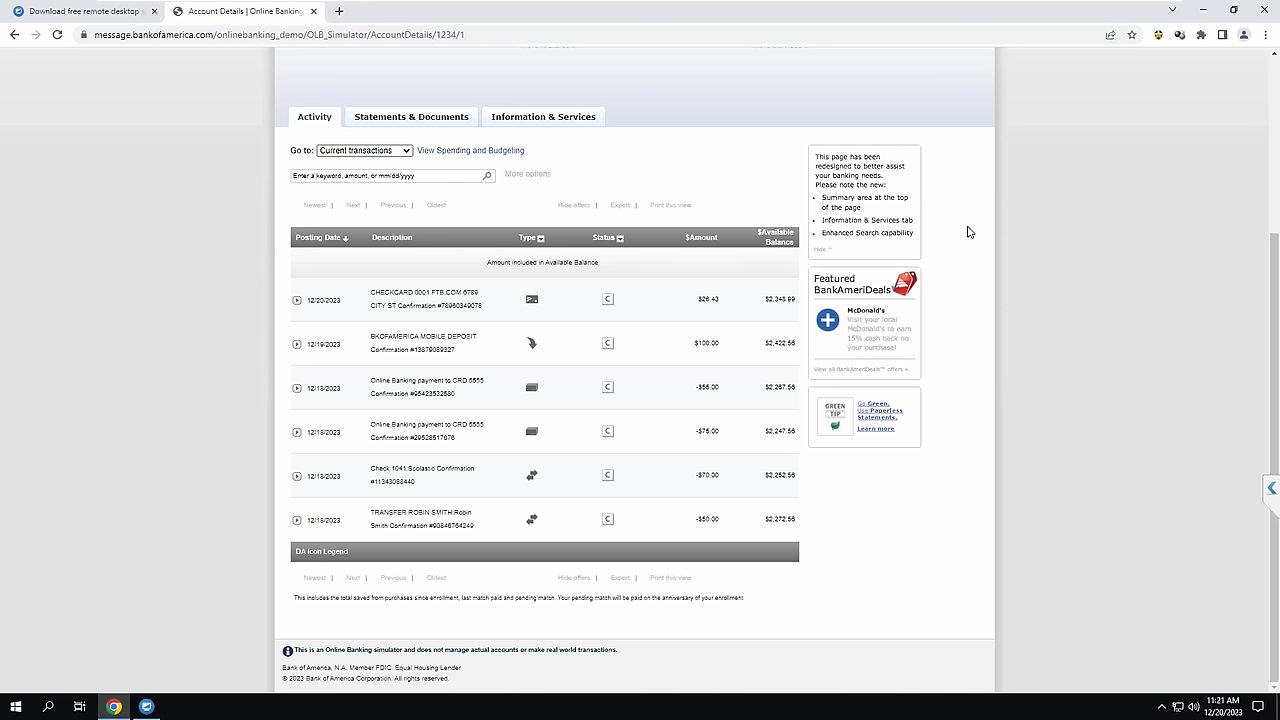 Download free remote desktop s
Account Details | Online Banking
message.bankofamerica.com/onlinebanking_demo/OLB_Simulator/AccountDetails/1234/1
Activity
Statements & Documents
Information & Services
Go to:
Current transactions
View Spending and Budgeting
Enter a keyword, amount, or mm/dd/yyyy
More options
Newest | Next | Previous | Oldest
Hide offers | Export | Print this view
Posting Date
Description
Type
Status
$Amount
$Available
Balance
Amount included in Available Balance
12/20/2023
CHECKCARD 0001 FTB.COM 6789
CITY ST Confirmation #78960349078
C
$26.43
$2,348.99
12/19/2023
BKOFAMERICA MOBILE DEPOSIT
Confirmation #13879089327
C
$100.00
$2,422.56
12/18/2023
Online Banking payment to CRD 5555
Confirmation #95423532580
C
-$55.00
$2,267.56
12/18/2023
Online Banking payment to CRD 5555
Confirmation #29528517676
C
-$75.00
$2,247.56
12/18/2023
Check 1041:Scolastic Confirmation
#11343088440
C
-$70.00
$2,252.56
12/18/2023
TRANSFER ROBIN SMITH:Robin
Smith Confirmation #90846764249
C
-$50.00
$2,272.56
DA Icon Legend
Newest | Next | Previous | Oldest
Hide offers | Export | Print this view
This includes the total saved from purchases since enrollment, last match paid and pending match. Your pending match will be paid on the anniversary of your enrollment.
This page has been
redesigned to better assist
your banking needs.
Please note the new:
• Summary area at the top
of the page
• Information & Services tab
• Enhanced Search capability
Hide
Featured
BankAmeriDeals
McDonald's
Visit your local
McDonald's to earn
15% cash back on
your purchase!
View all BankAmeriDeals™ offers »
GREEN
TIP
Go Green.
Use Paperless
Statements.
Learn more
This is an Online Banking simulator and does not manage actual accounts or make real world transactions.
Bank of America, N.A. Member FDIC. Equal Housing Lender
© 2023 Bank of America Corporation. All rights reserved.
11:21 AM
12/20/2023